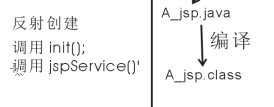 反射创建
调用 init();
调用 jspService()'
A_jsp.java
编译
A_jsp.class